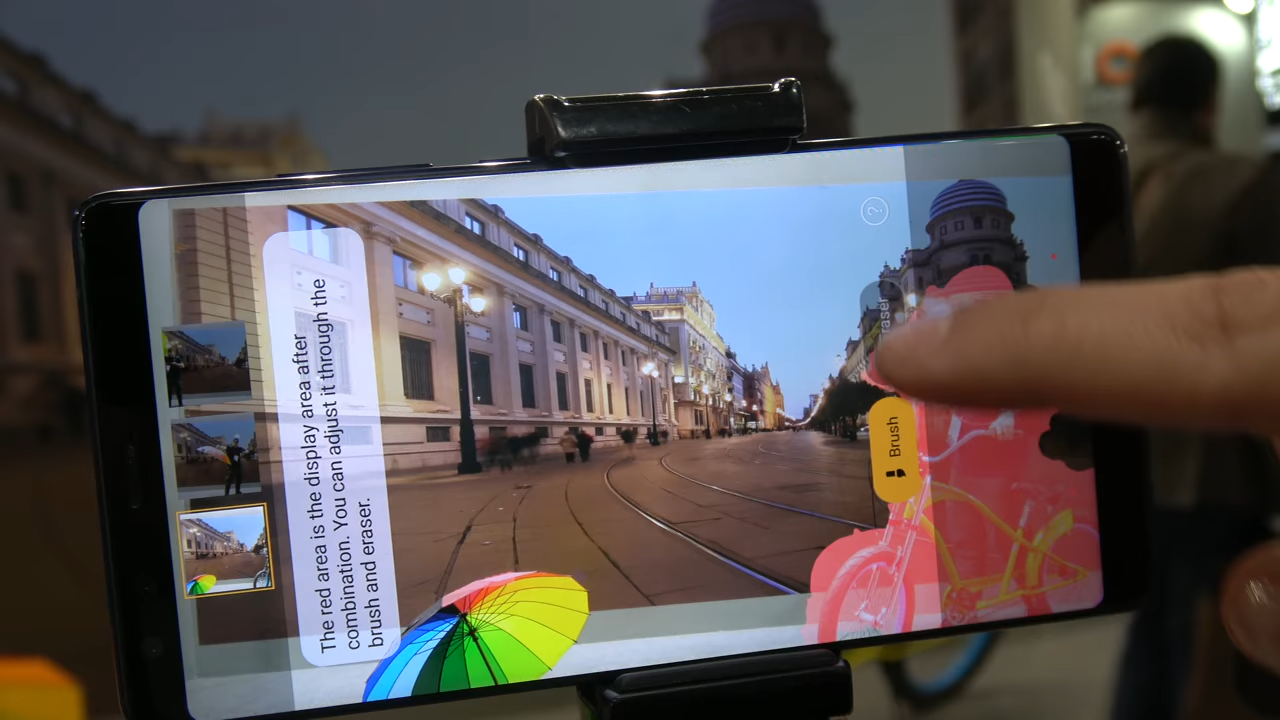 The red area is the display area after
combination. You can adjust it through the
brush and eraser.
?
Brush